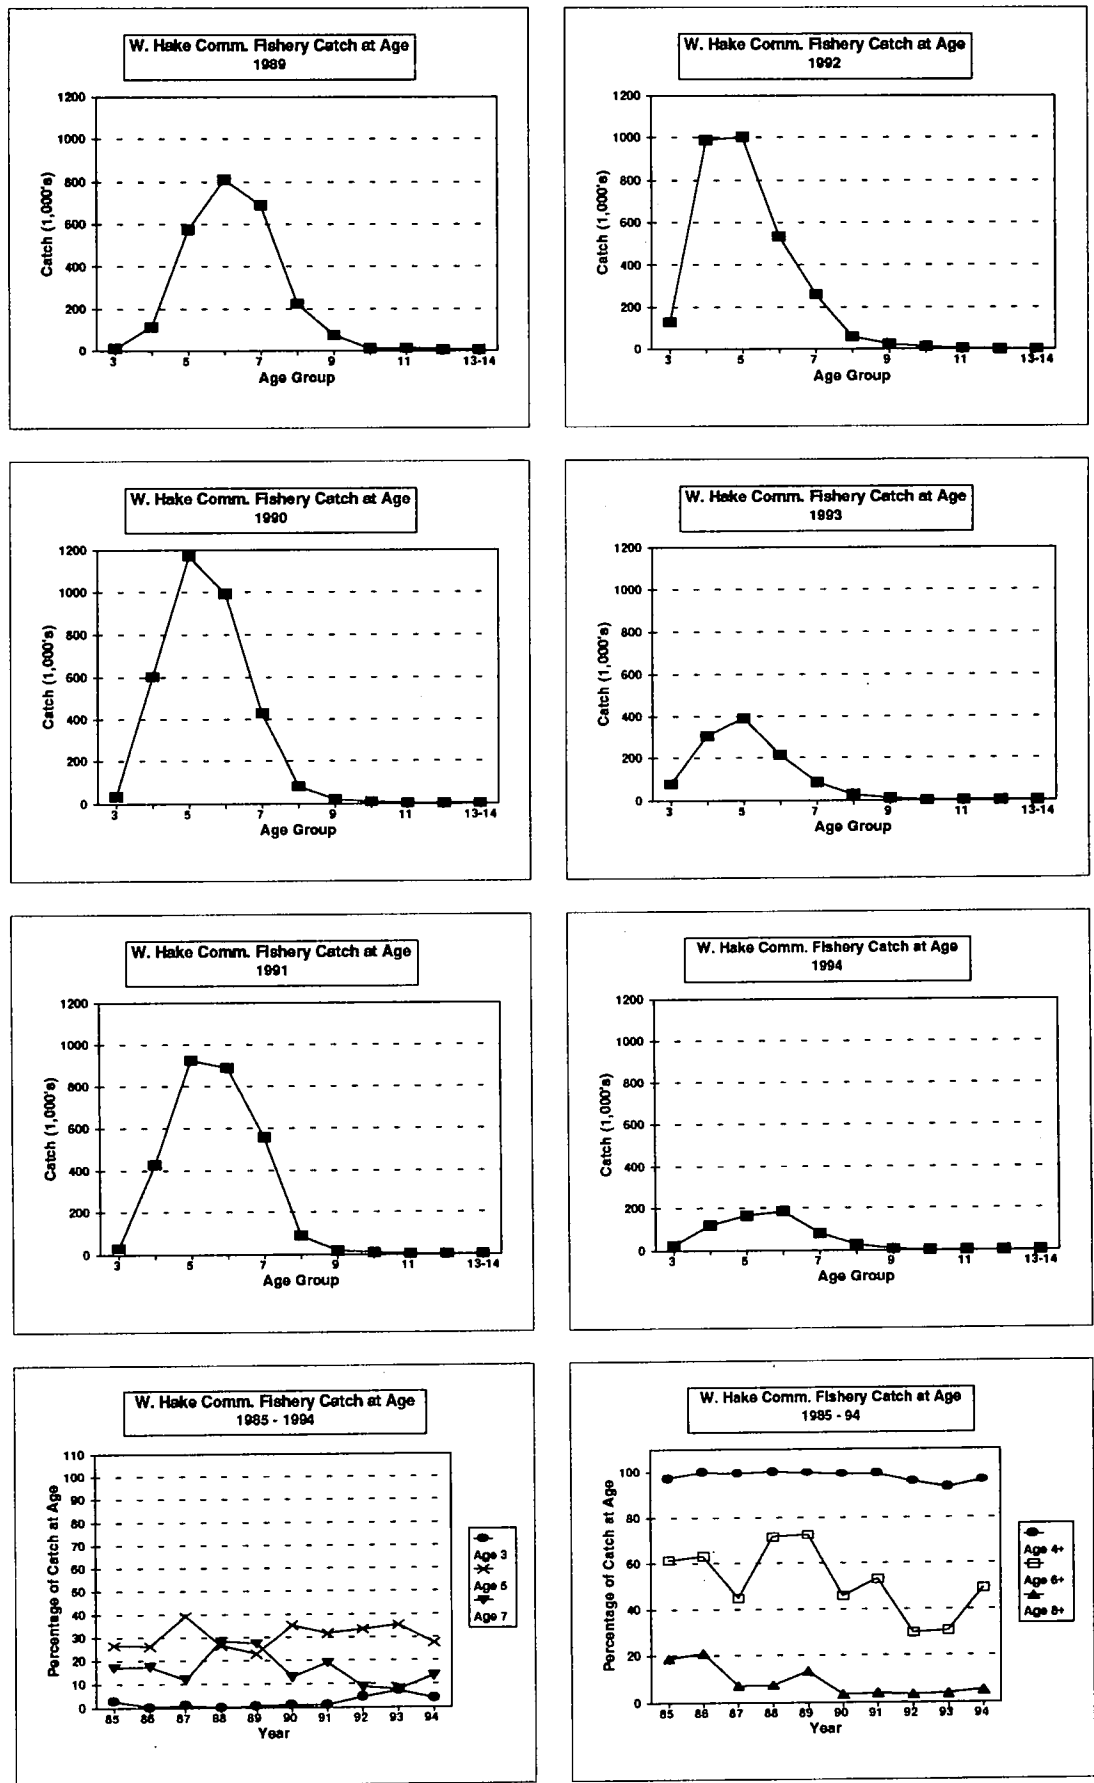 W. Hake Comm. Fishery Catch at Age
1989
1200
1000
800
600
400
200
0
Catch (1,000's)
3 5 7 9 11 13-14
Age Group
W. Hake Comm. Fishery Catch at Age
1992
1200
1000
800
600
400
200
0
Catch (1,000's)
3 5 7 9 11 13-14
Age Group
W. Hake Comm. Fishery Catch at Age
1990
1200
1000
800
600
400
200
0
Catch (1,000's)
3 5 7 9 11 13-14
Age Group
W. Hake Comm. Fishery Catch at Age
1993
1200
1000
800
600
400
200
0
Catch (1,000's)
3 5 7 9 11 13-14
Age Group
W. Hake Comm. Fishery Catch at Age
1991
1200
1000
800
600
400
200
0
Catch (1,000's)
3 5 7 9 11 13-14
Age Group
W. Hake Comm. Fishery Catch at Age
1994
1200
1000
800
600
400
200
0
Catch (1,000's)
3 5 7 9 11 13-14
Age Group
W. Hake Comm. Fishery Catch at Age
1985 - 1994
110
100
90
80
70
60
50
40
30
20
10
0
Percentage of Catch at Age
85 86 87 88 89 90 91 92 93 94
Year
Age 3
Age 5
Age 7
W. Hake Comm. Fishery Catch at Age
1985 - 94
100
80
60
40
20
0
Percentage of Catch at Age
85 86 87 88 89 90 91 92 93 94
Year
Age 4+
Age 6+
Age 8+